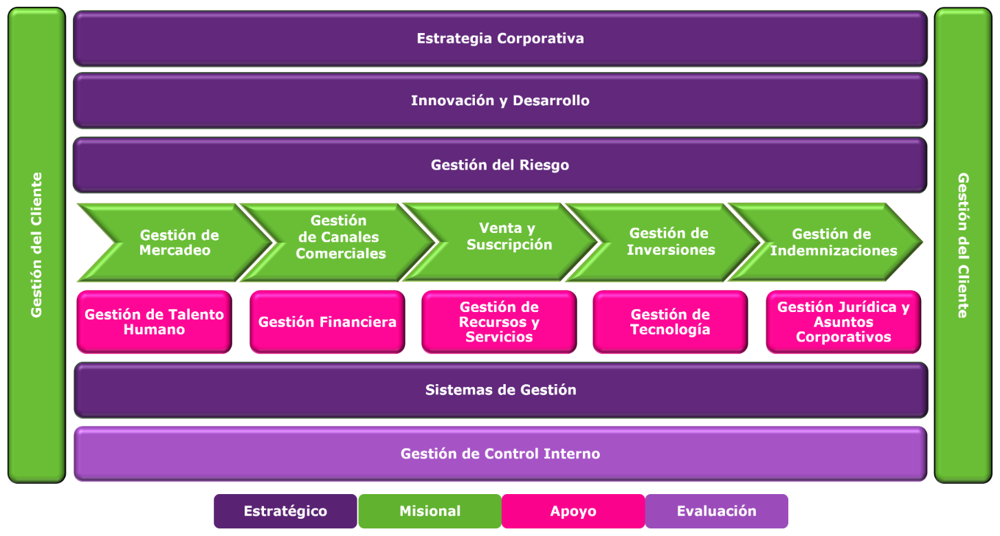 Gestión del Cliente
Estrategia Corporativa
Innovación y Desarrollo
Gestión del Riesgo
Gestión de
Mercadeo
Gestión
de Canales
Comerciales
Venta y
Suscripción
Gestión de
Inversiones
Gestión de
Indemnizaciones
Gestión de Talento
Humano
Gestión Financiera
Gestión de
Recursos y
Servicios
Gestión de
Tecnología
Gestión Jurídica y
Asuntos
Corporativos
Sistemas de Gestión
Gestión de Control Interno
Gestión del Cliente
Estratégico
Misional
Apoyo
Evaluación